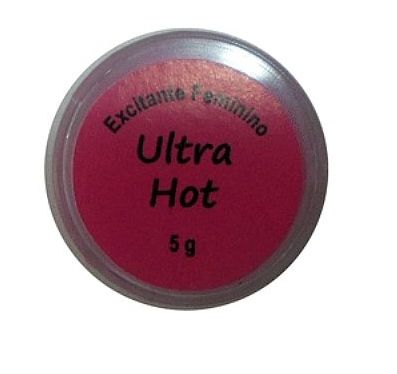 Excitante Feminino
Ultra
Hot
5 g